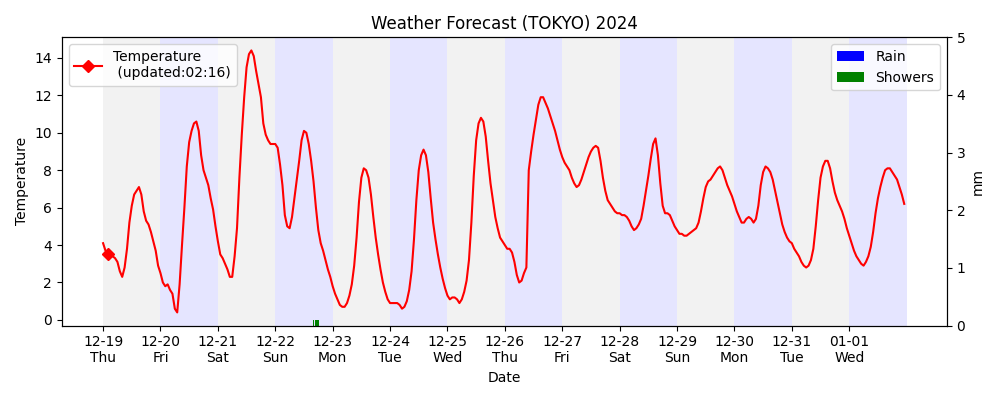 Weather Forecast (TOKYO) 2024
Temperature
(updated:02:16)
Rain
Showers
14
12
10
8
6
4
2
0
Temperature
5
4
3
2
1
0
mm
12-19 12-20 12-21 12-22 12-23 12-24 12-25 12-26 12-27 12-28 12-29 12-30 12-31 01-01
Thu Fri Sat Sun Mon Tue Wed Thu Fri Sat Sun Mon Tue Wed
Date